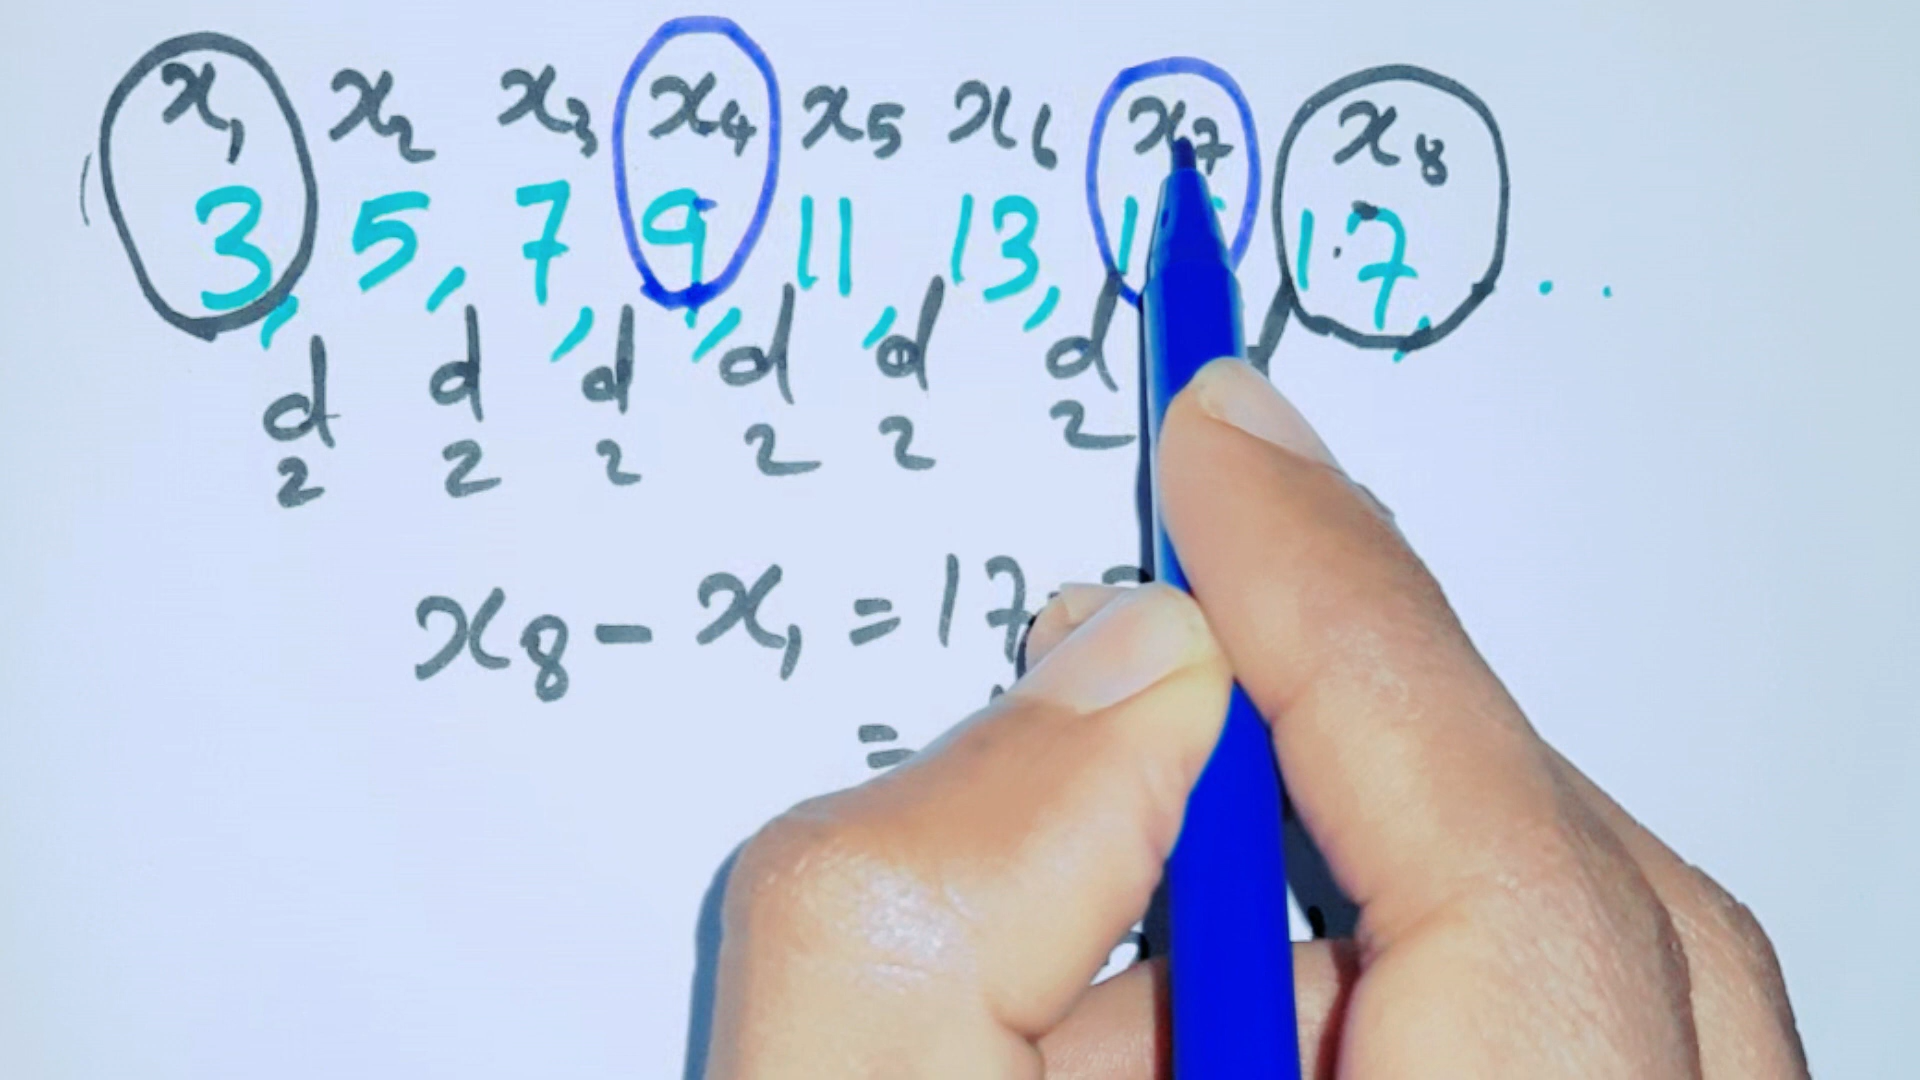 x₁ x₂ x₃ x₄ x₅ x₆ x₇ x₈
3, 5, 7, 9, 11, 13, 1 17, ..
d d d d d d
2 2 2 2 2 2
x₈ - x₁ = 17
=